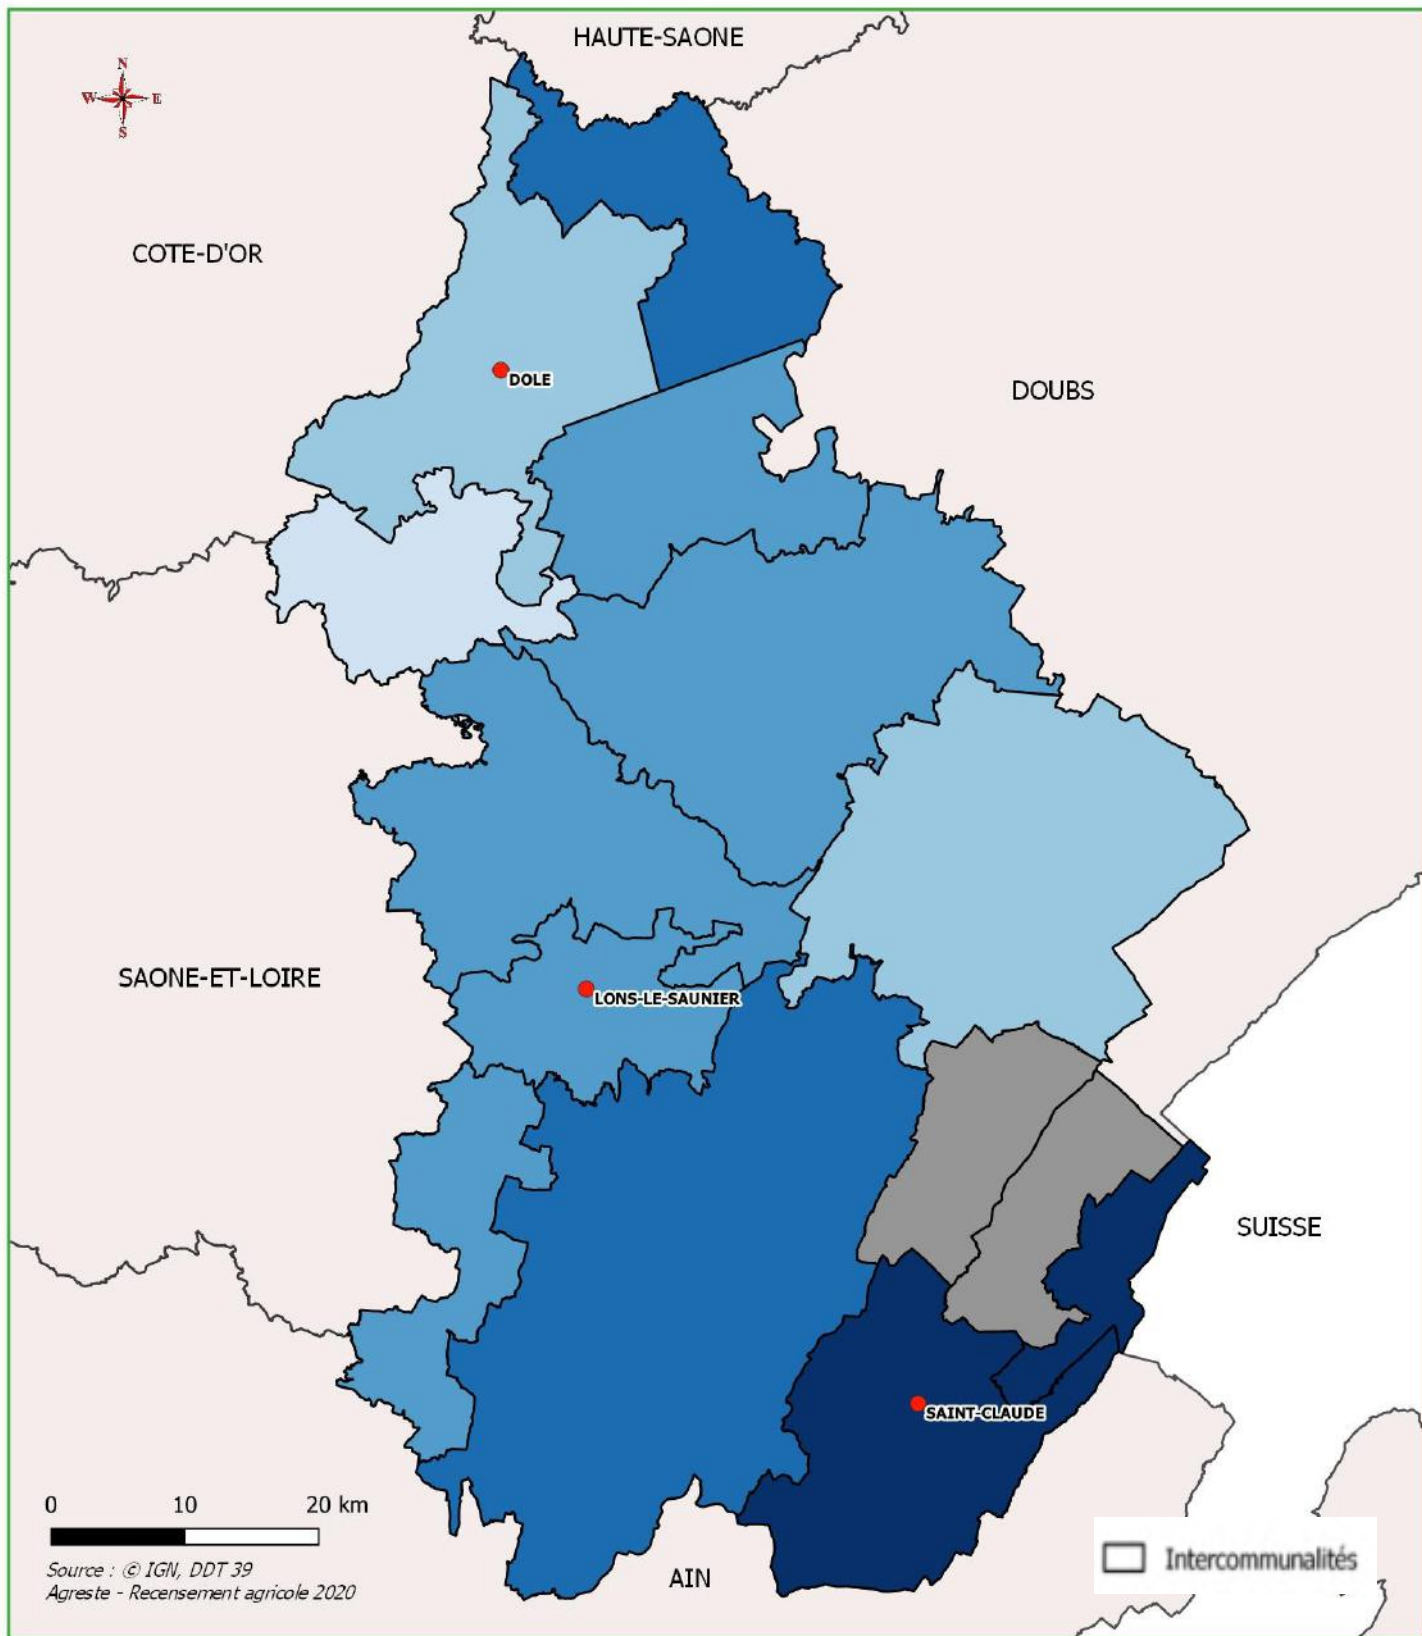 HAUTE-SAONE
N
W E
S
COTE-D'OR
DOLE
DOUBS
SAONE-ET-LOIRE
LONS-LE-SAUNIER
SUISSE
SAINT-CLAUDE
0 10 20 km
Source : © IGN, DDT 39
Agreste - Recensement agricole 2020
AIN
Intercommunalités